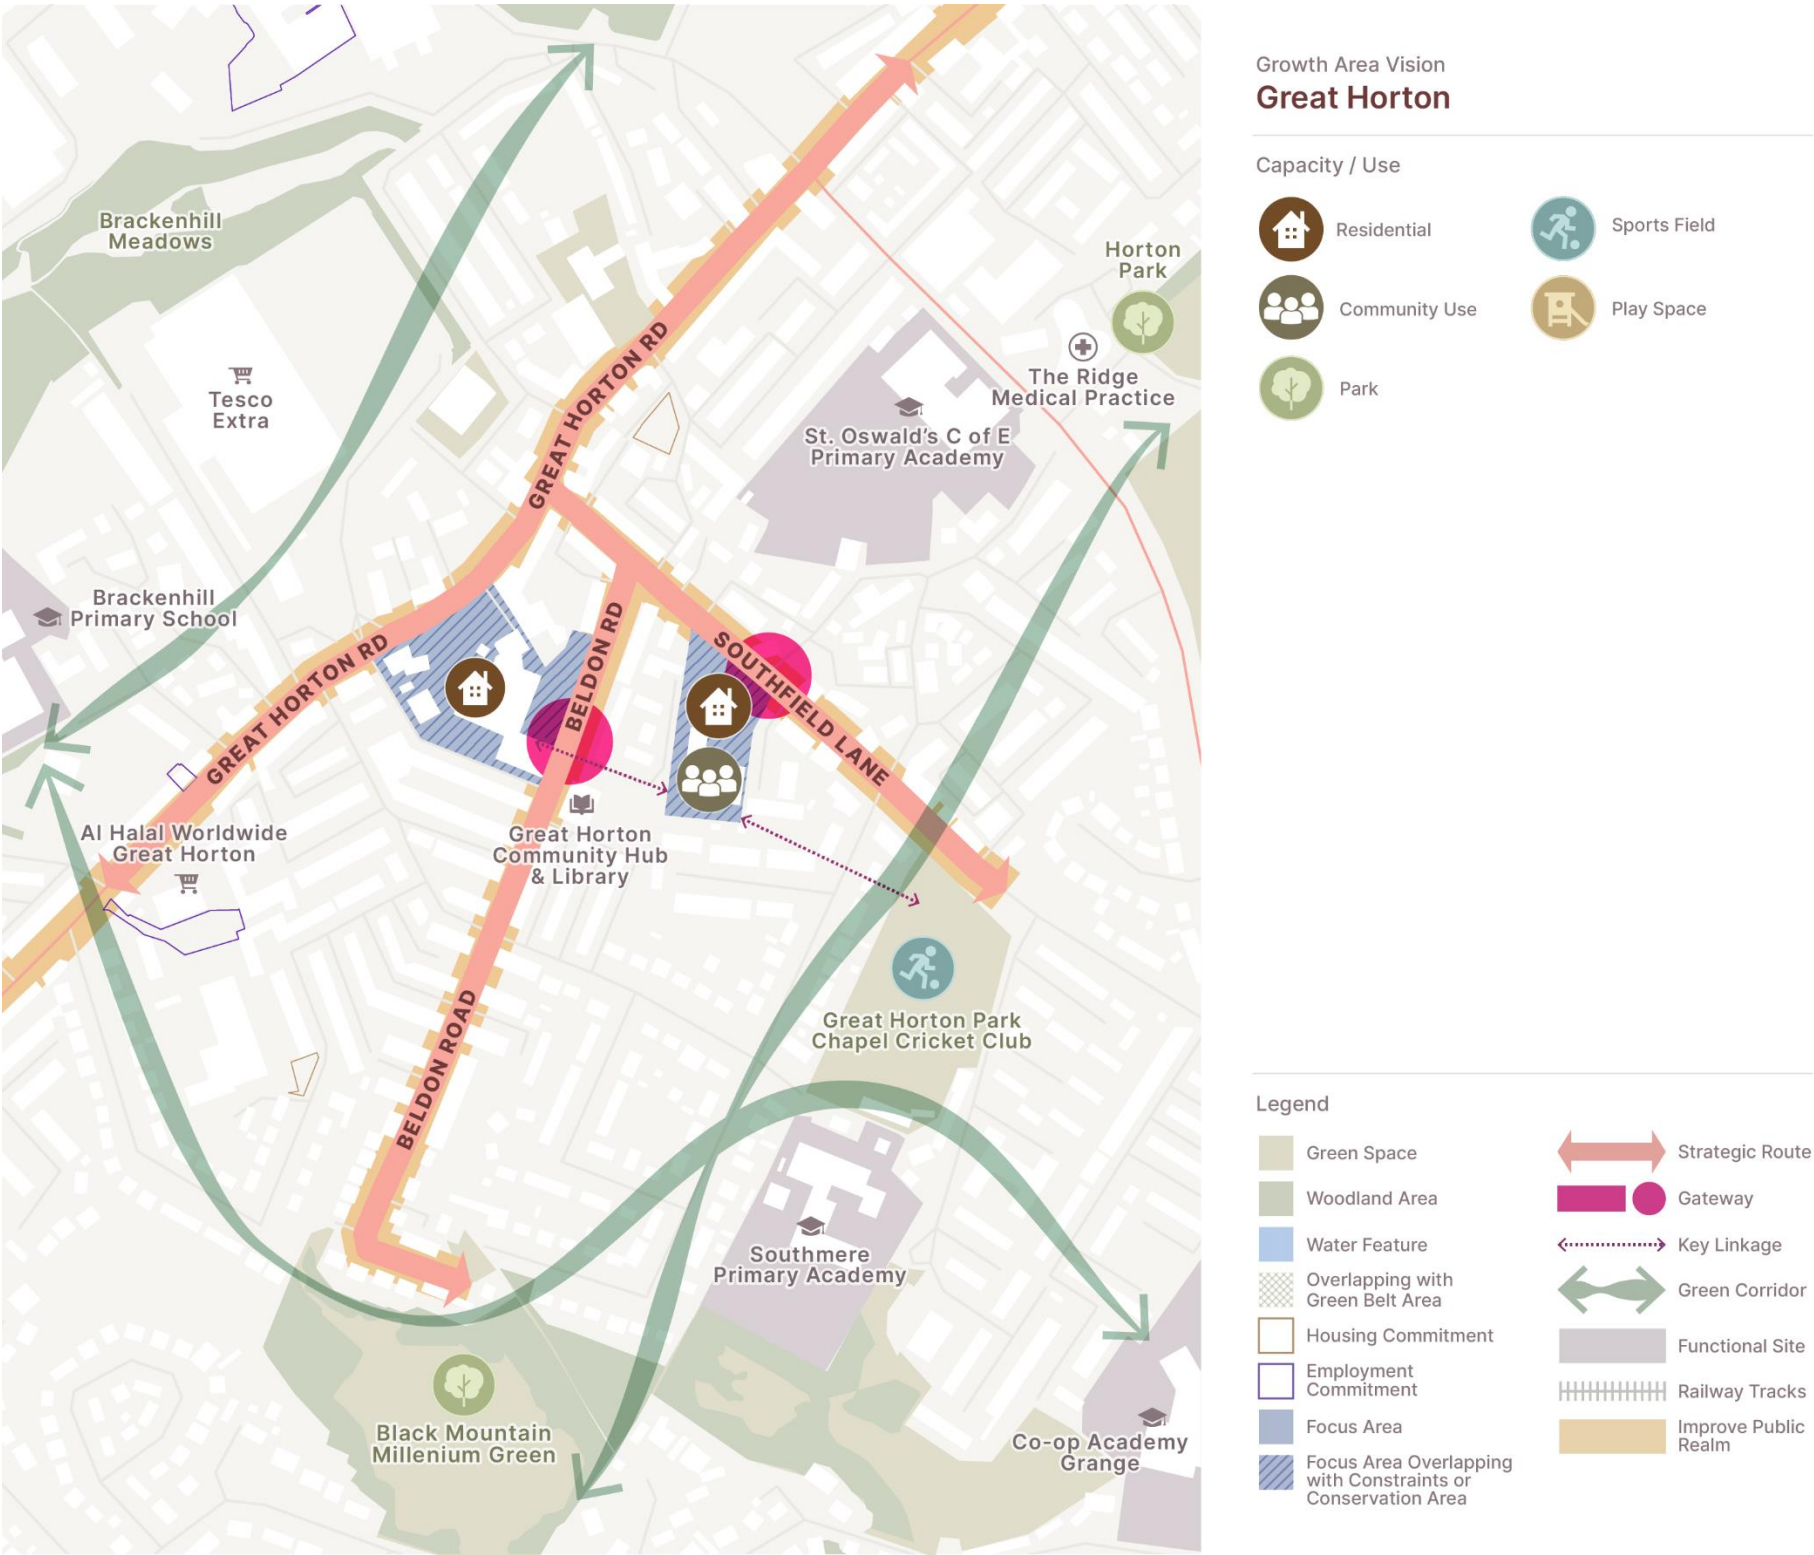 Growth Area Vision
Great Horton
Capacity / Use
Residential
Sports Field
Community Use
Play Space
Park
Brackenhill
Meadows
Horton
Park
Tesco
Extra
The Ridge
Medical Practice
St. Oswald's C of E
Primary Academy
GREAT HORTON RD
Brackenhill
Primary School
GREAT HORTON RD
BELDON RD
SOUTHFIELD LANE
Al Halal Worldwide
Great Horton
Great Horton
Community Hub
& Library
BELDON ROAD
Great Horton Park
Chapel Cricket Club
Southmere
Primary Academy
Black Mountain
Millenium Green
Co-op Academy
Grange
Legend
Green Space
Woodland Area
Water Feature
Overlapping with
Green Belt Area
Housing Commitment
Employment
Commitment
Focus Area
Focus Area Overlapping
with Constraints or
Conservation Area
Strategic Route
Gateway
Key Linkage
Green Corridor
Functional Site
Railway Tracks
Improve Public
Realm